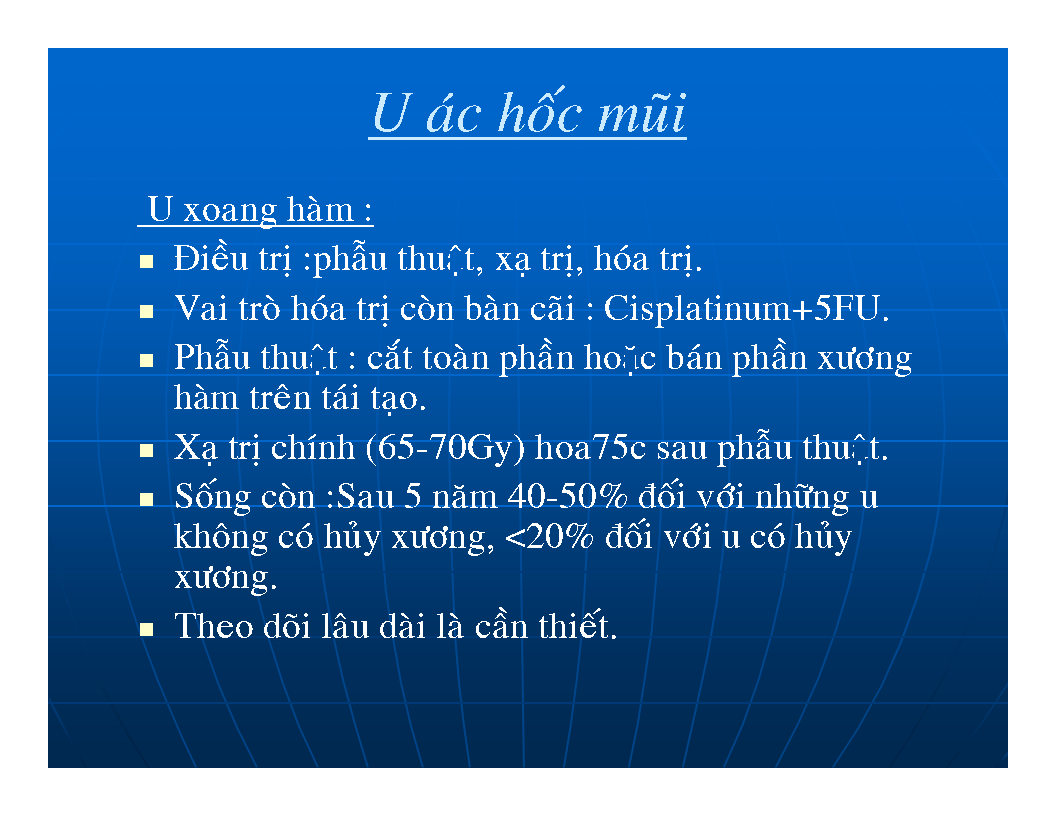 U ác hốc mũi
U xoang hàm :
Điều trị :phẫu thuật, xạ trị, hóa trị.
Vai trò hóa trị còn bàn cãi : Cisplatinum+5FU.
Phẫu thuật : cắt toàn phần hoặc bán phần xương
hàm trên tái tạo.
Xạ trị chính (65-70Gy) hoa75c sau phẫu thuật.
Sống còn :Sau 5 năm 40-50% đối với những u
không có hủy xương, <20% đối với u có hủy
xương.
Theo dõi lâu dài là cần thiết.